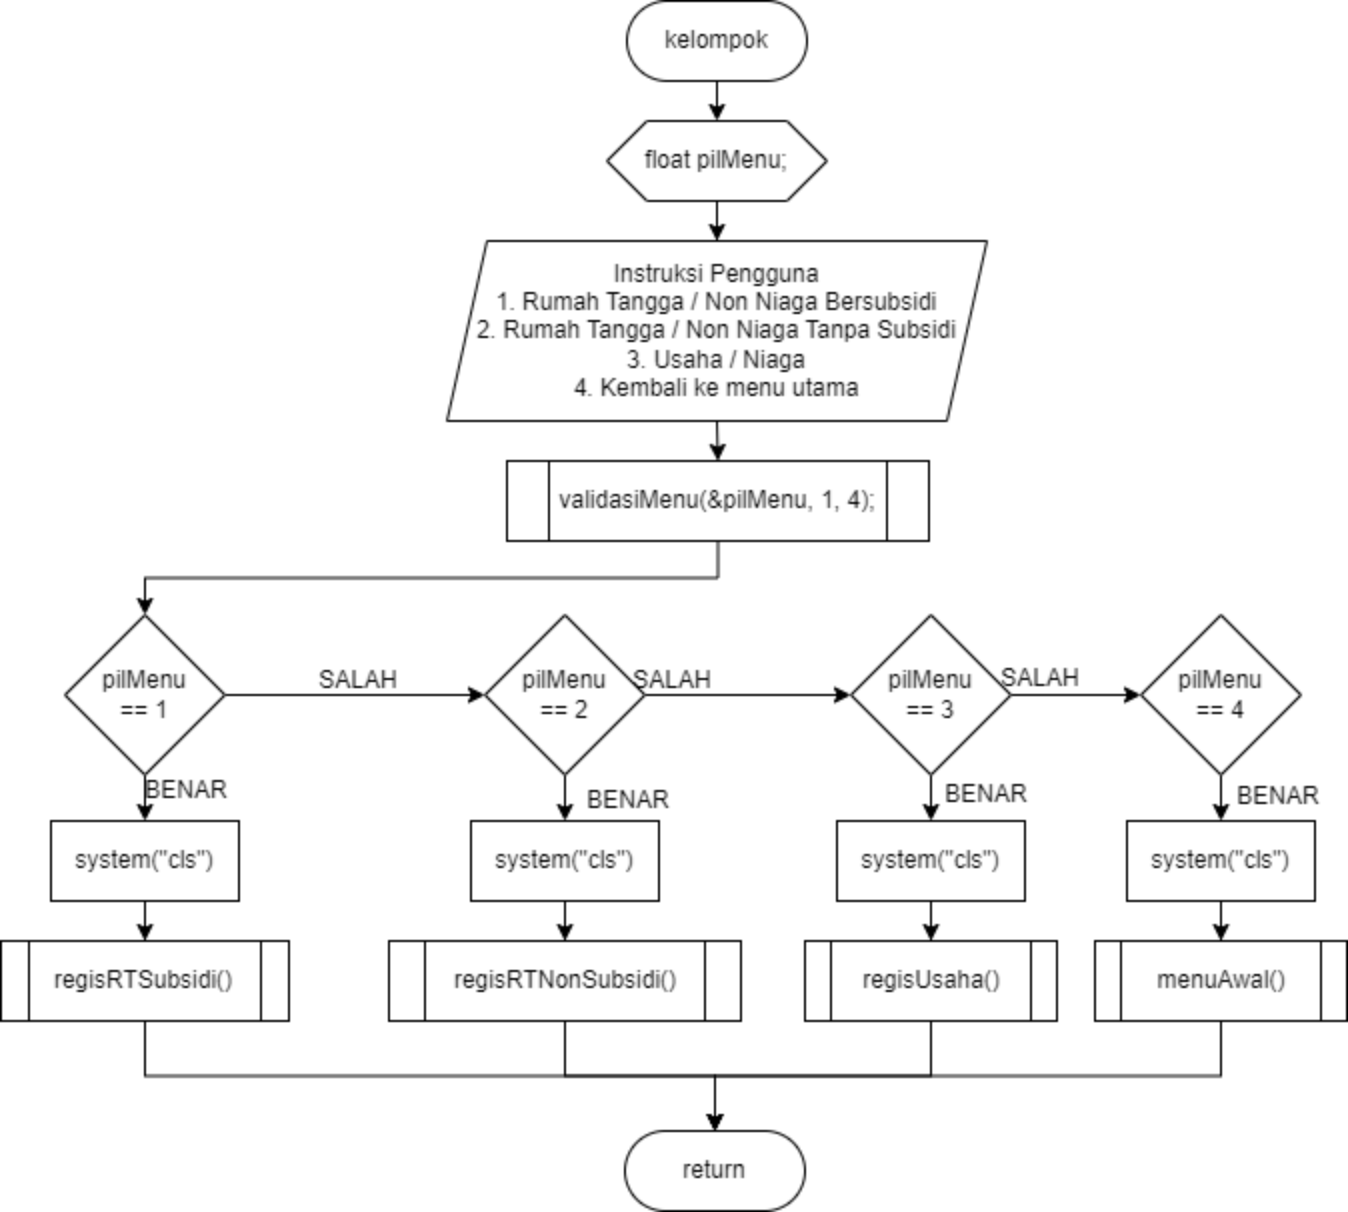 kelompok
float pilMenu;
Instruksi Pengguna
1. Rumah Tangga / Non Niaga Bersubsidi
2. Rumah Tangga / Non Niaga Tanpa Subsidi
3. Usaha / Niaga
4. Kembali ke menu utama
validasiMenu(&pilMenu, 1, 4);
pilMenu
== 1
SALAH
pilMenu
== 2
SALAH
pilMenu
== 3
SALAH
pilMenu
== 4
BENAR
BENAR
BENAR
BENAR
system("cls")
system("cls")
system("cls")
system("cls")
regisRTSubsidi()
regisRTNonSubsidi()
regisUsaha()
menuAwal()
return